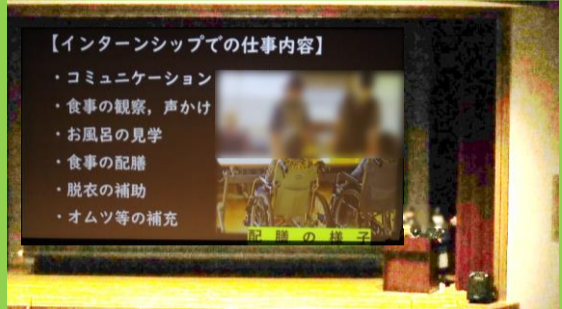 【インターンシップでの仕事内容】
・コミュニケーション
・食事の観察，声かけ
・お風呂の見学
・食事の配膳
・脱衣の補助
・オムツ等の補充
配膳の様子